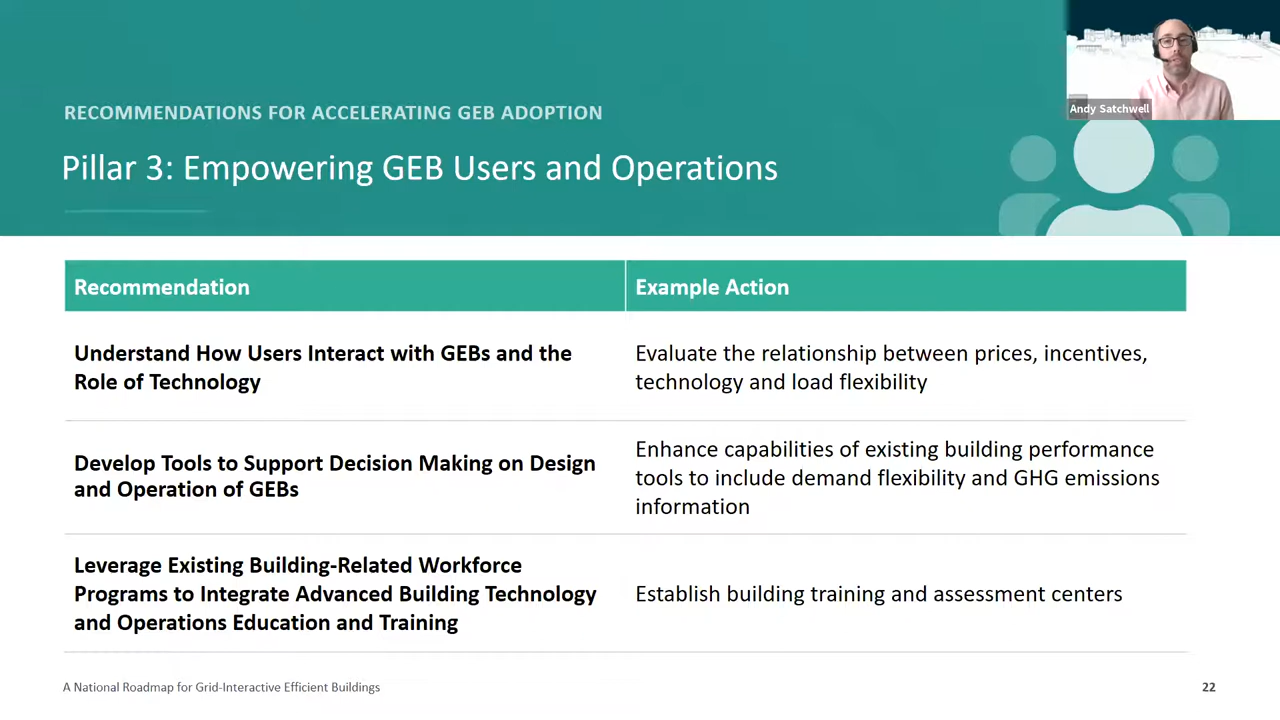 Andy Satchwell
RECOMMENDATIONS FOR ACCELERATING GEB ADOPTION
Pillar 3: Empowering GEB Users and Operations
Recommendation
Example Action
Understand How Users Interact with GEBs and the
Role of Technology
Evaluate the relationship between prices, incentives,
technology and load flexibility
Develop Tools to Support Decision Making on Design
and Operation of GEBs
Enhance capabilities of existing building performance
tools to include demand flexibility and GHG emissions
information
Leverage Existing Building-Related Workforce
Programs to Integrate Advanced Building Technology
and Operations Education and Training
Establish building training and assessment centers
A National Roadmap for Grid-Interactive Efficient Buildings
22